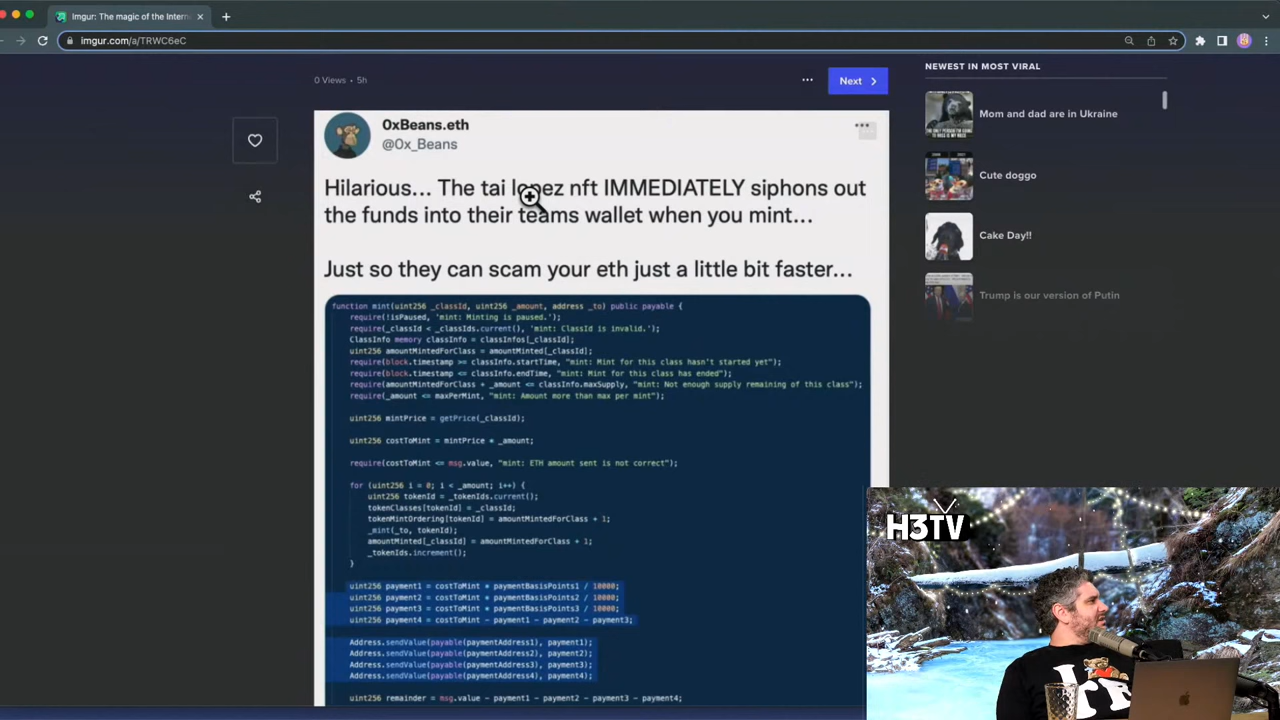 Imgur: The magic of the Intern
imgur.com/a/TRWC6eC
0 Views • 5h
Next
NEWEST IN MOST VIRAL
Mom and dad are in Ukraine
Cute doggo
Cake Day!!
Trump is our version of Putin
0xBeans.eth
@0x_Beans
Hilarious... The tai lopez nft IMMEDIATELY siphons out
the funds into their teams wallet when you mint...
Just so they can scam your eth just a little bit faster...
function mint(uint256 _classId, uint256 _amount, address _to) public payable {
require(!isPaused, 'mint: Minting is paused.');
require(_classId < _classIds.current(), 'mint: ClassId is invalid.');
ClassInfo memory classInfo = classInfos[_classId];
uint256 amountMintedForClass = amountMinted[_classId];
require(block.timestamp >= classInfo.startTime, "mint: Mint for this class hasn't started yet");
require(block.timestamp <= classInfo.endTime, "mint: Mint for this class has ended");
require(amountMintedForClass + _amount <= classInfo.maxSupply, "mint: Not enough supply remaining of this class");
require(_amount <= maxPerMint, "mint: Amount more than max per mint");
uint256 mintPrice = getPrice(_classId);
uint256 costToMint = mintPrice * _amount;
require(costToMint <= msg.value, "mint: ETH amount sent is not correct");
for (uint256 i = 0; i < _amount; i++) {
uint256 tokenId = _tokenIds.current();
tokenClasses[tokenId] = _classId;
tokenMintOrdering[tokenId] = amountMintedForClass + 1;
_mint(_to, tokenId);
amountMinted[_classId] = amountMintedForClass + 1;
_tokenIds.increment();
}
uint256 payment1 = costToMint * paymentBasisPoints1 / 10000;
uint256 payment2 = costToMint * paymentBasisPoints2 / 10000;
uint256 payment3 = costToMint * paymentBasisPoints3 / 10000;
uint256 payment4 = costToMint - payment1 - payment2 - payment3;
Address.sendValue(payable(paymentAddress1), payment1);
Address.sendValue(payable(paymentAddress2), payment2);
Address.sendValue(payable(paymentAddress3), payment3);
Address.sendValue(payable(paymentAddress4), payment4);
uint256 remainder = msg.value - payment1 - payment2 - payment3 - payment4;
H3TV